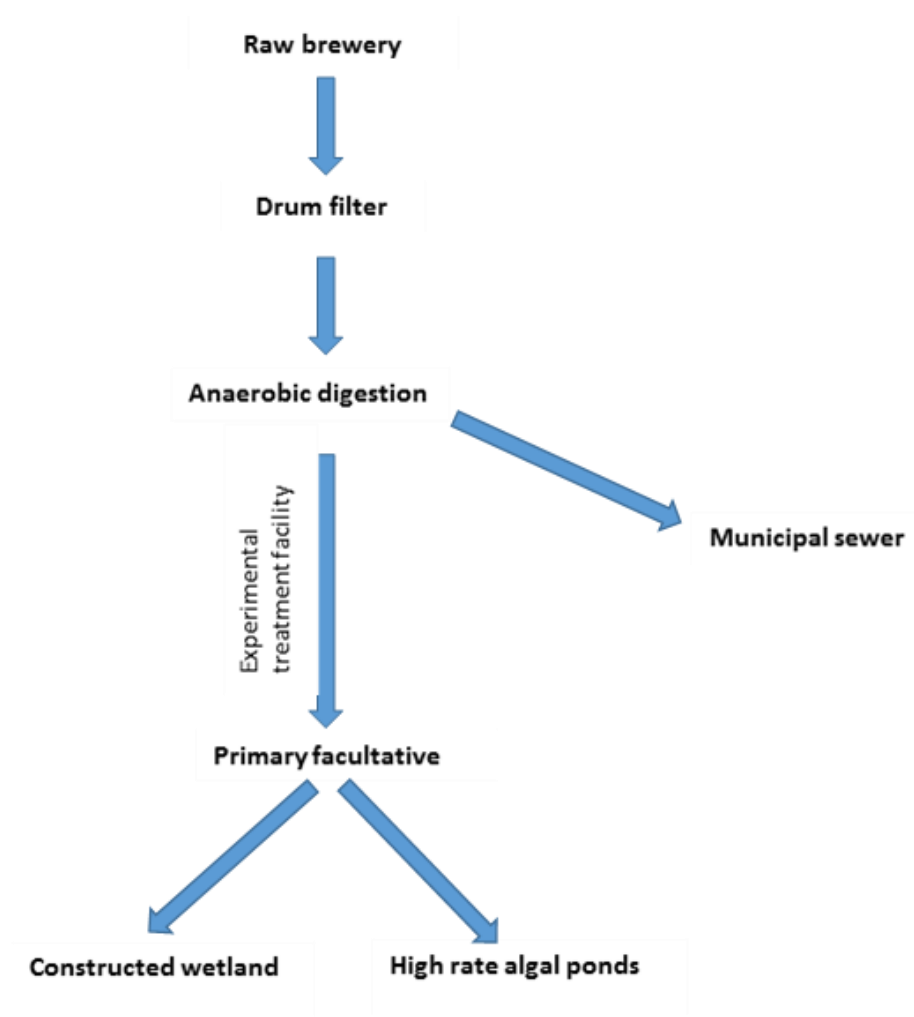 Raw brewery
Drum filter
Anaerobic digestion
Experimental
treatment facility
Municipal sewer
Primary facultative
Constructed wetland
High rate algal ponds